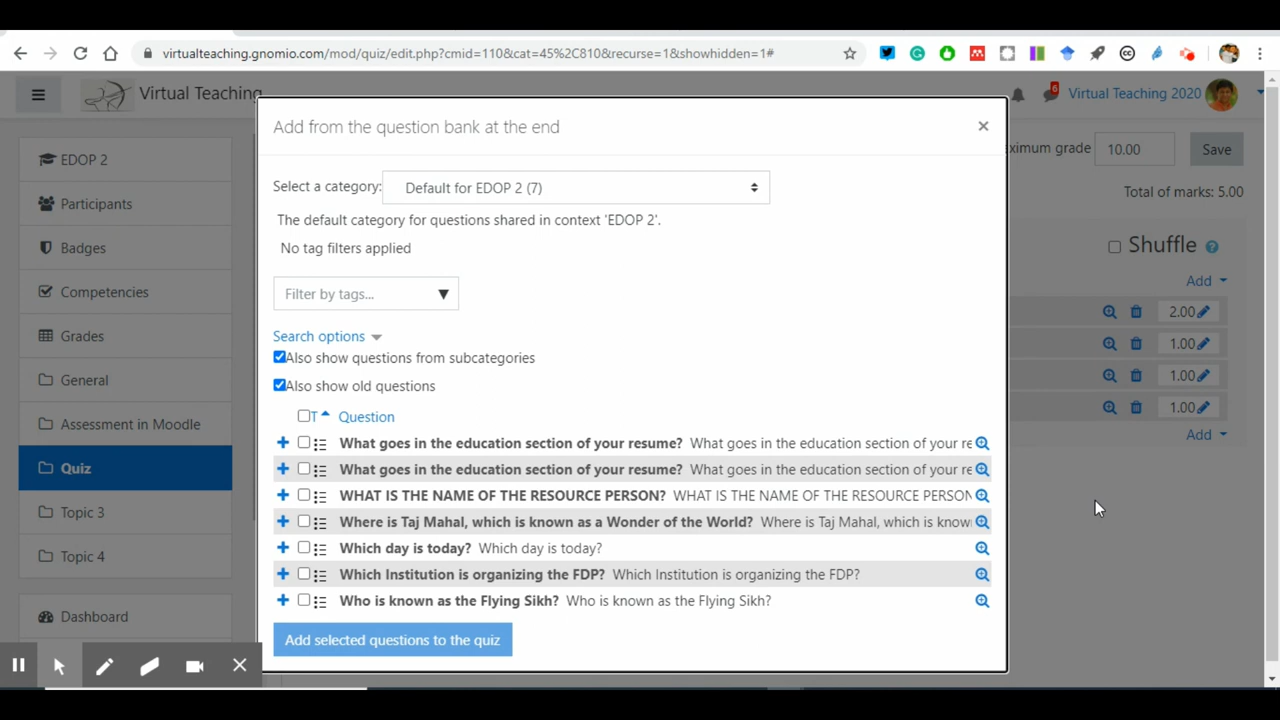 virtualteaching.gnomio.com/mod/quiz/edit.php?cmid=110&cat=45%2C810&recurse=1&showhidden=1#
Virtual Teaching
6
Virtual Teaching 2020
Add from the question bank at the end
ximum grade 10.00 Save
EDOP 2
Select a category: Default for EDOP 2 (7)
Total of marks: 5.00
Participants
The default category for questions shared in context 'EDOP 2'.
Badges
No tag filters applied
Shuffle
Add
Competencies
Filter by tags...
2.00
Grades
Search options
1.00
Also show questions from subcategories
General
Also show old questions
1.00
Assessment in Moodle
T Question
1.00
What goes in the education section of your resume? What goes in the education section of your re
Add
Quiz
What goes in the education section of your resume? What goes in the education section of your re
WHAT IS THE NAME OF THE RESOURCE PERSON? WHAT IS THE NAME OF THE RESOURCE PERSON
Topic 3
Where is Taj Mahal, which is known as a Wonder of the World? Where is Taj Mahal, which is know
Which day is today? Which day is today?
Topic 4
Which Institution is organizing the FDP? Which Institution is organizing the FDP?
Who is known as the Flying Sikh? Who is known as the Flying Sikh?
Dashboard
Add selected questions to the quiz